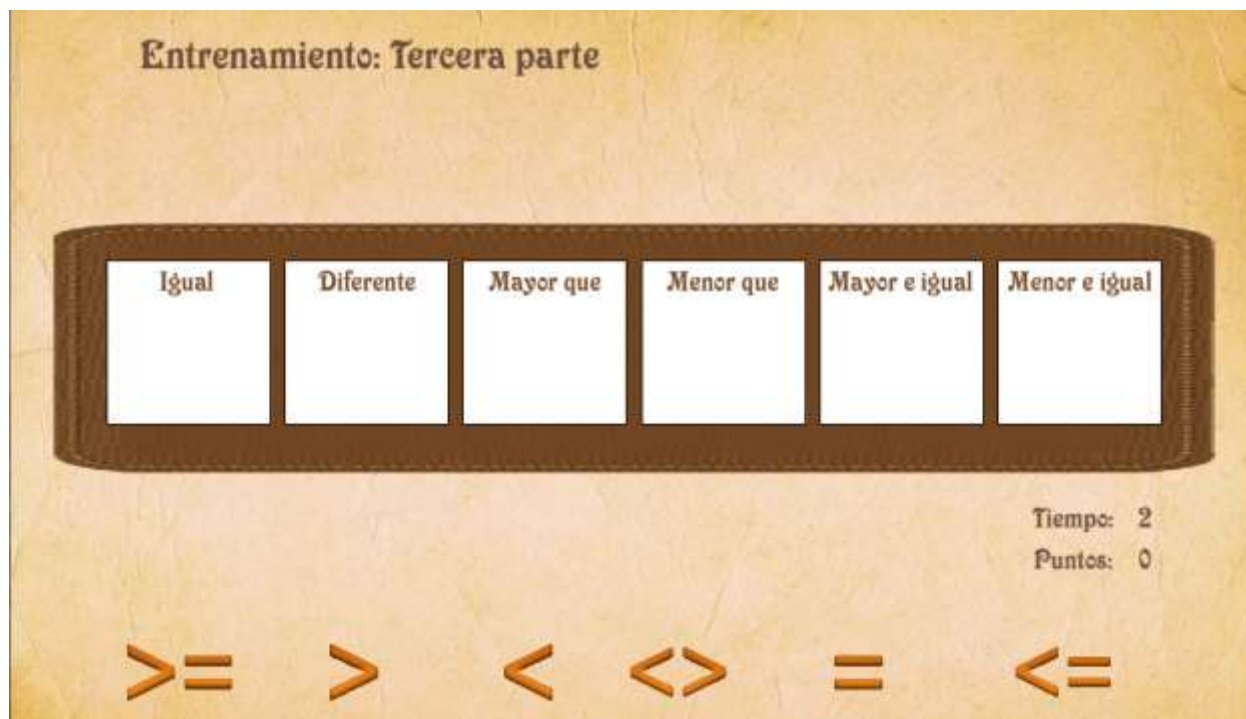 Entrenamiento: Tercera parte
Igual Diferente Mayor que Menor que Mayor e igual Menor e igual
Tiempo: 2
Puntos: 0
>= > < <> = <=